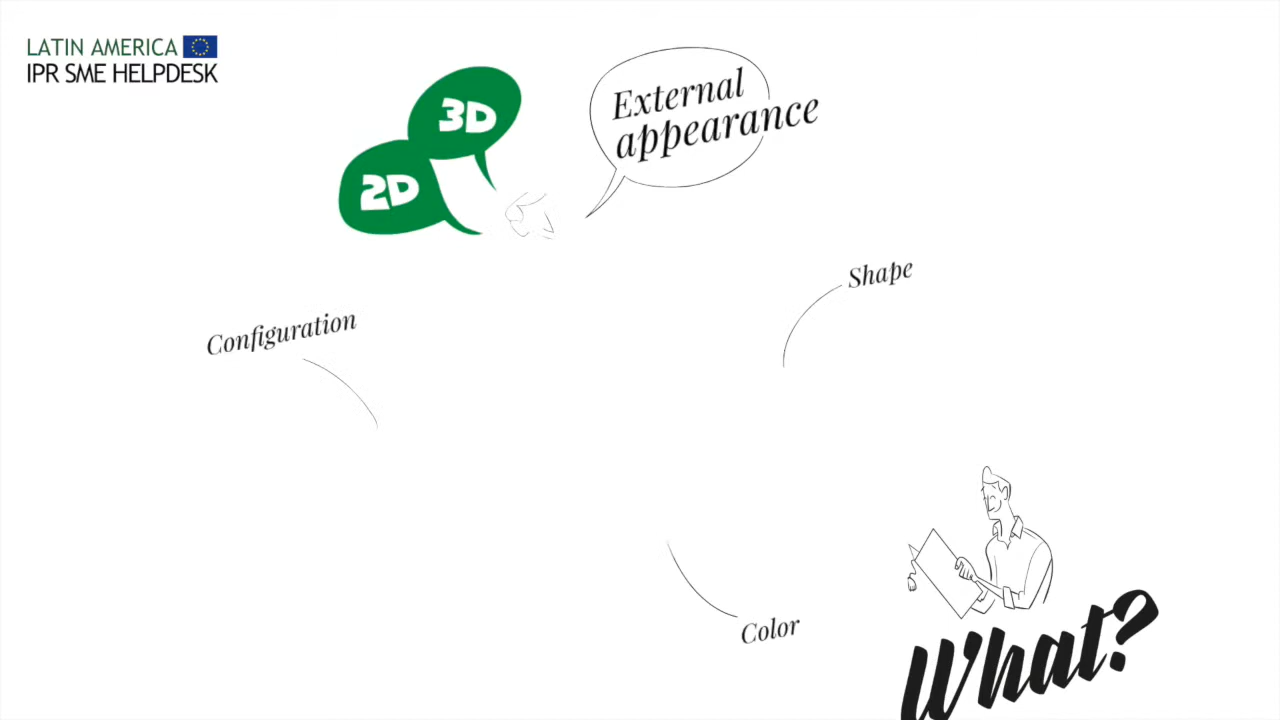 LATIN AMERICA
IPR SME HELPDESK
3D
2D
External
appearance
Shape
Configuration
Color
What?